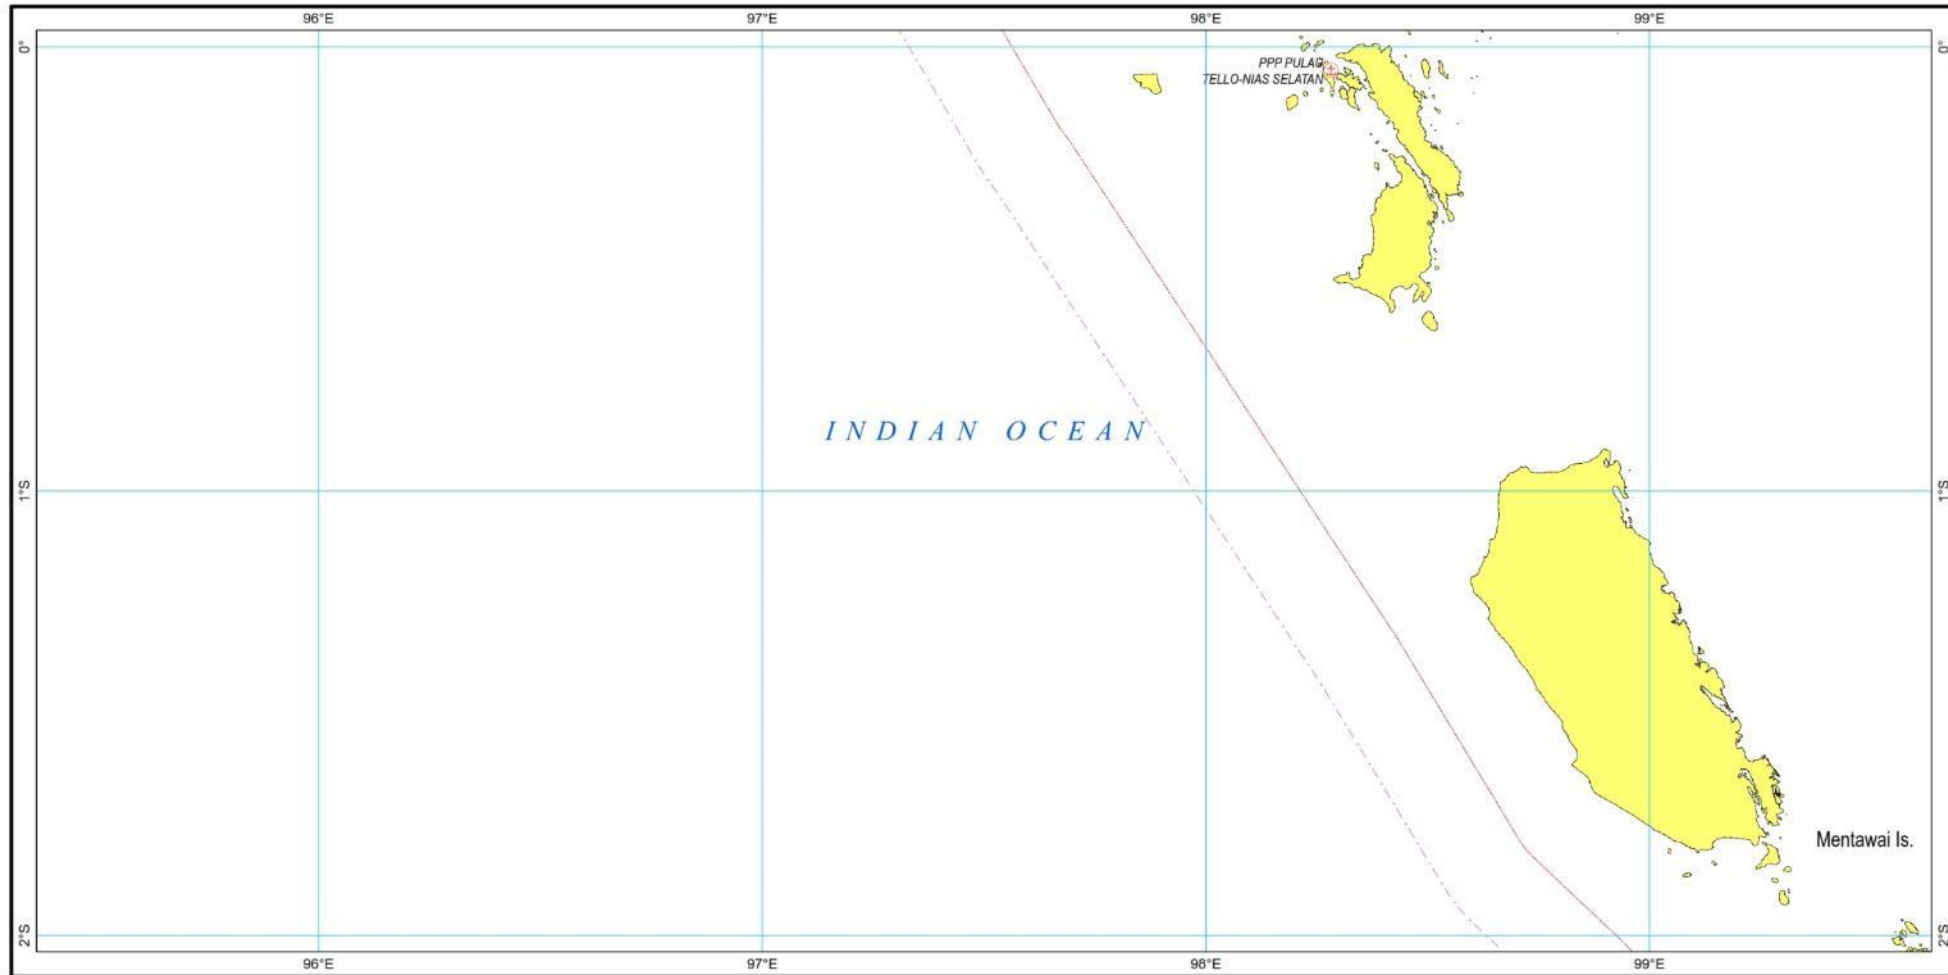 96°E 97°E 98°E 99°E
0° 0°
PPP PULAU
TELLO-NIAS SELATAN
INDIAN OCEAN
1°S 1°S
Mentawai Is.
2°S 2°S
96°E 97°E 98°E 99°E